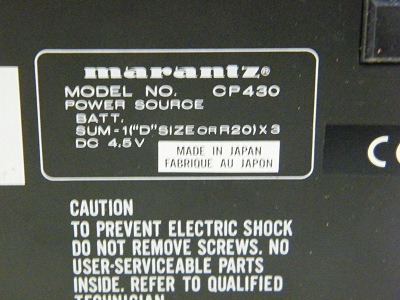 marantz®
MODEL NO. CP430
POWER SOURCE
BATT.
SUM-1("D"SIZE OR R20)X3
DC 4.5V
MADE IN JAPAN
FABRIQUE AU JAPON
CAUTION
TO PREVENT ELECTRIC SHOCK
DO NOT REMOVE SCREWS. NO
USER-SERVICEABLE PARTS
INSIDE. REFER TO QUALIFIED
TECHNICIAN